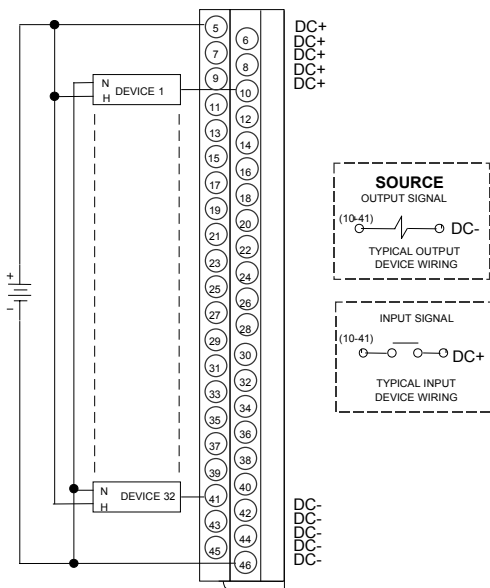 5 DC+
6 DC+
7 DC+
8 DC+
9 DC+
N
H
DEVICE 1
10
11
12
13
14
15
16
17
18
19
20
21
22
23
24
25
26
27
28
29
30
31
32
33
34
35
36
37
38
39
40
N
H
DEVICE 32
41
42 DC-
43 DC-
44 DC-
45 DC-
46 DC-
+
−
SOURCE
OUTPUT SIGNAL
(10-41)
DC-
TYPICAL OUTPUT
DEVICE WIRING
INPUT SIGNAL
(10-41)
DC+
TYPICAL INPUT
DEVICE WIRING